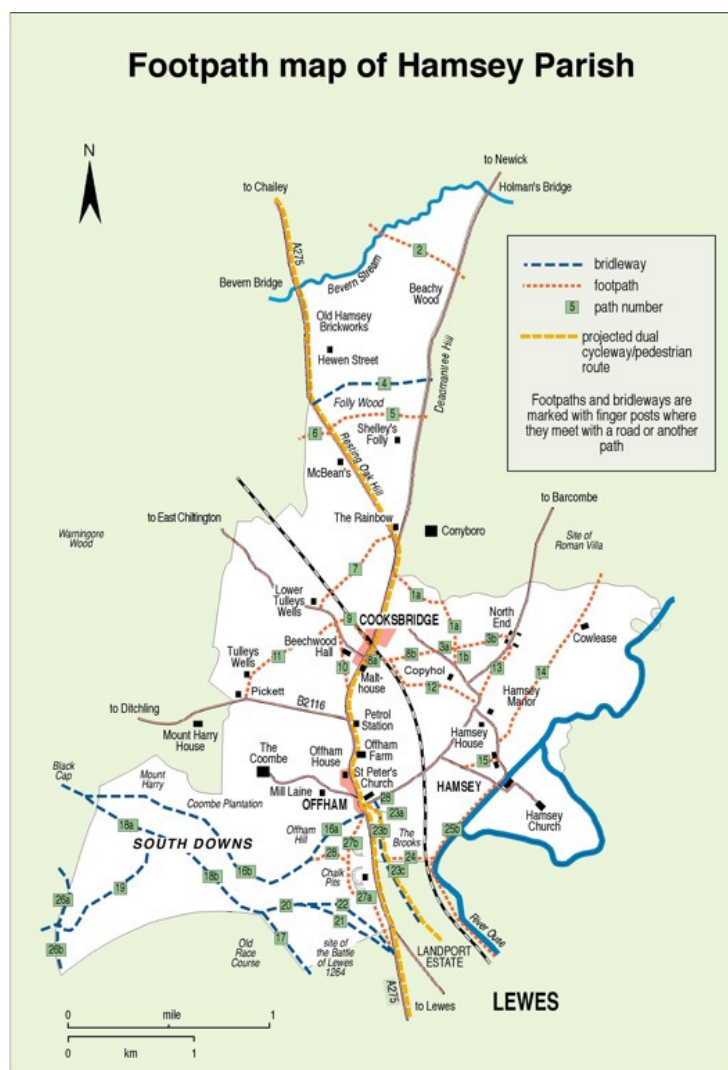 Footpath map of Hamsey Parish
N
to Newick
to Chailey
Holman's Bridge
A275
2
Bevern Stream
Bevern Bridge
Beachy
Wood
Old Hamsey
Brickworks
Hewen Street
Deadmantree Hill
4
Folly Wood
5
6
Shelley's
Folly
Resting Oak Hill
McBean's
bridleway
footpath
5
path number
projected dual
cycleway/pedestrian
route
Footpaths and bridleways are
marked with finger posts where
they meet with a road or another
path
to Barcombe
to East Chiltington
The Rainbow
Conyboro
Warningore
Wood
Site of
Roman Villa
7
Lower
Tulleys
Wells
1a
9
COOKSBRIDGE
1a
North
End
Cowlease
Beechwood
Hall
3a
3b
8b
1b
Tulleys
Wells
11
10
8a
Copyhol
13
14
Malt-
house
12
Pickett
Hamsey
Manor
B2116
to Ditchling
Petrol
Station
Hamsey
House
Mount Harry
House
The
Coombe
Offham
House
Offham
Farm
15
Black
Cap
Mount
Harry
St Peter's
Church
HAMSEY
Coombe Plantation
Mill Laine
OFFHAM
28
23a
Hamsey
Church
18a
Offham
Hill
16a
23b
The
Brooks
25b
SOUTH DOWNS
27b
28
24
16b
23c
18b
Chalk
Pits
19
26a
20
22
27a
21
17
River Ouse
26b
Old
Race
Course
site of
the Battle
of Lewes
1264
LANDPORT
ESTATE
A275
to Lewes
LEWES
0
mile
1
0
km
1